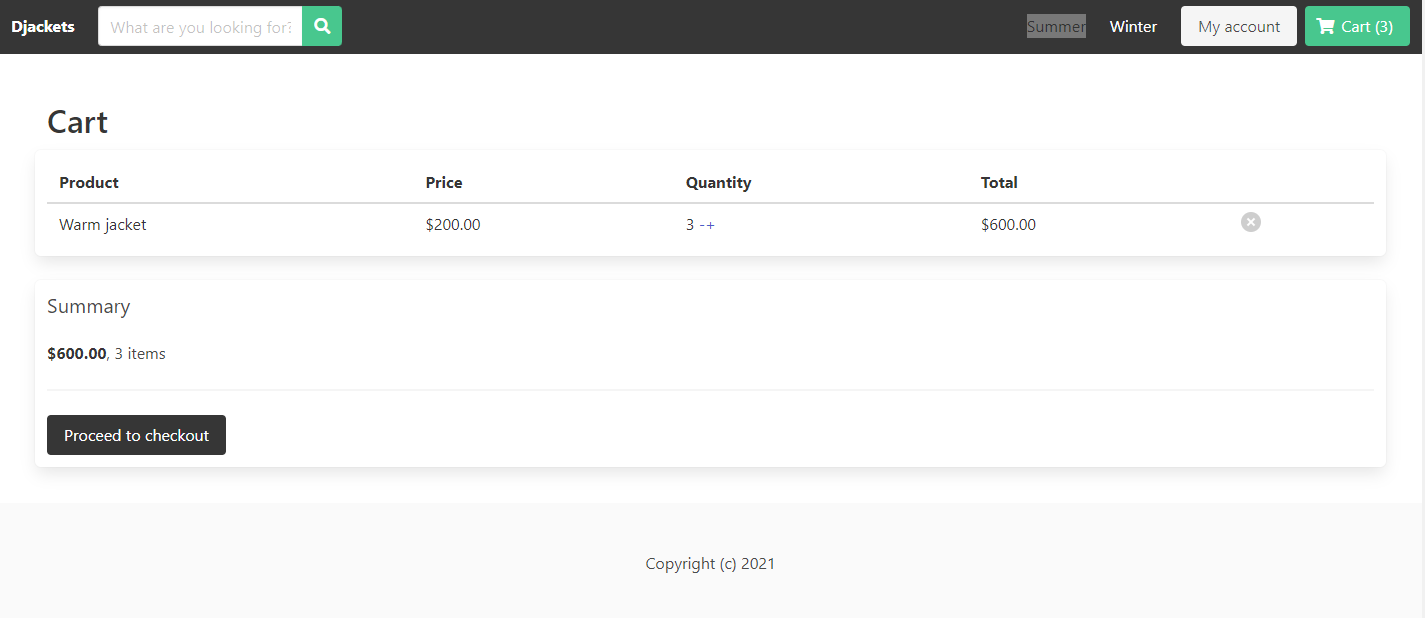 Djackets What are you looking for? Summer Winter My account Cart (3)
Cart
Product Price Quantity Total
Warm jacket $200.00 3 -+ $600.00
Summary
$600.00, 3 items
Proceed to checkout
Copyright (c) 2021